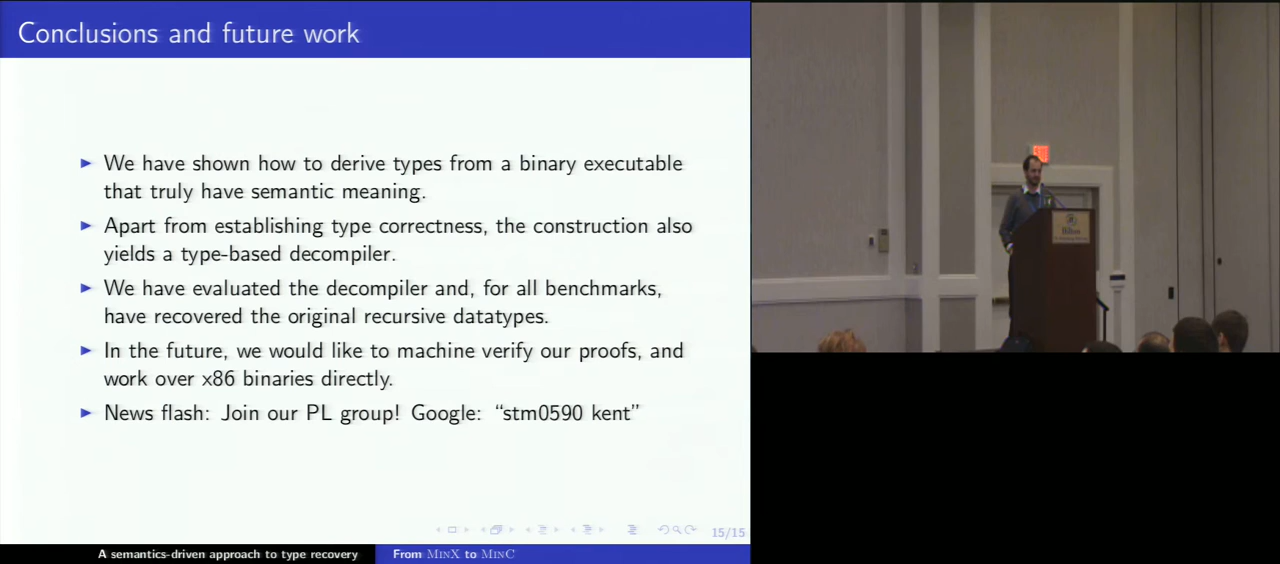 Conclusions and future work
We have shown how to derive types from a binary executable
that truly have semantic meaning.
Apart from establishing type correctness, the construction also
yields a type-based decompiler.
We have evaluated the decompiler and, for all benchmarks,
have recovered the original recursive datatypes.
In the future, we would like to machine verify our proofs, and
work over x86 binaries directly.
News flash: Join our PL group! Google: “stm0590 kent”
15/15
A semantics-driven approach to type recovery
From MinX to MinC
Hilton